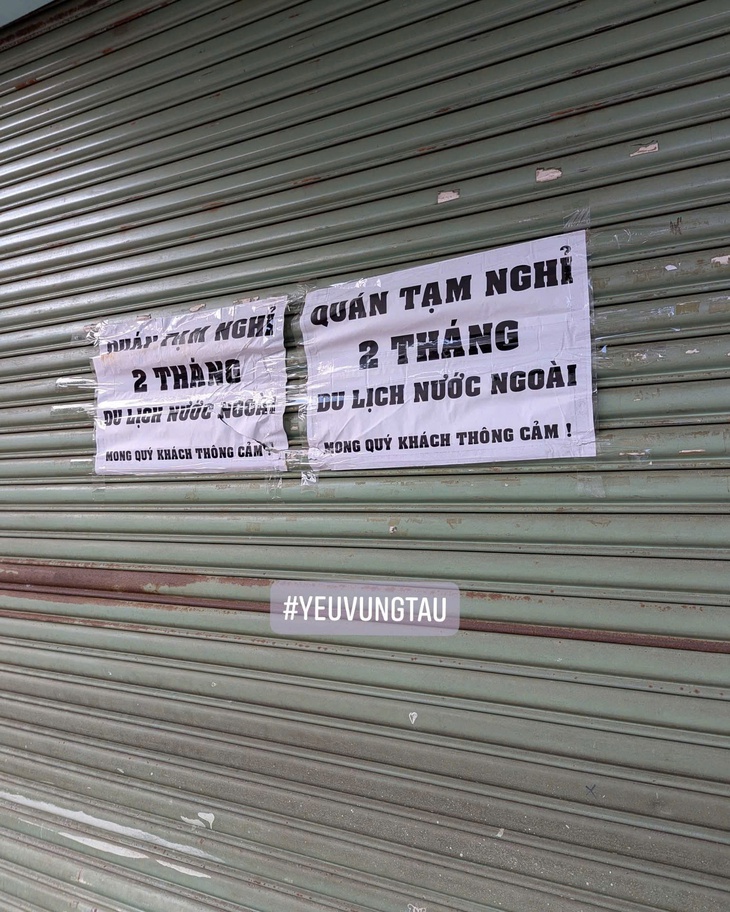 QUÁN TẠM NGHỈ
2 THÁNG
DU LỊCH NƯỚC NGOÀI
MONG QUÝ KHÁCH THÔNG CẢM !
QUÁN TẠM NGHỈ
2 THÁNG
DU LỊCH NƯỚC NGOÀI
MONG QUÝ KHÁCH THÔNG CẢM !
#YEUVUNGTAU